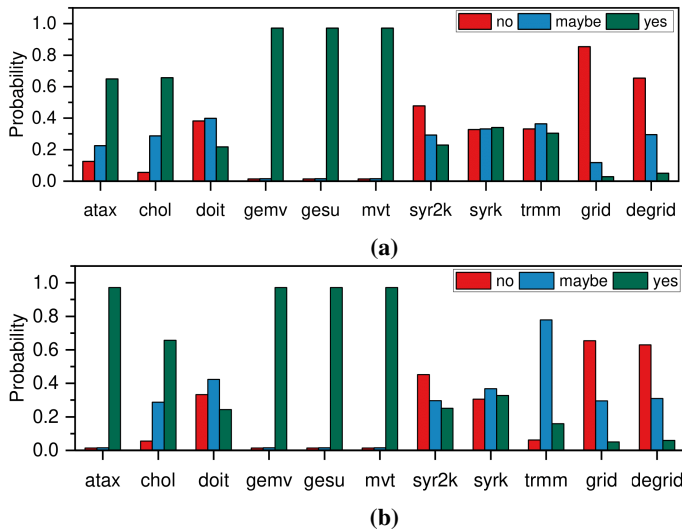 no maybe yes
1.0
0.8
0.6
0.4
0.2
0.0
Probability
atax chol doit gemv gesu mvt syr2k syrk trmm grid degrid
(a)
no maybe yes
1.0
0.8
0.6
0.4
0.2
0.0
Probability
atax chol doit gemv gesu mvt syr2k syrk trmm grid degrid
(b)